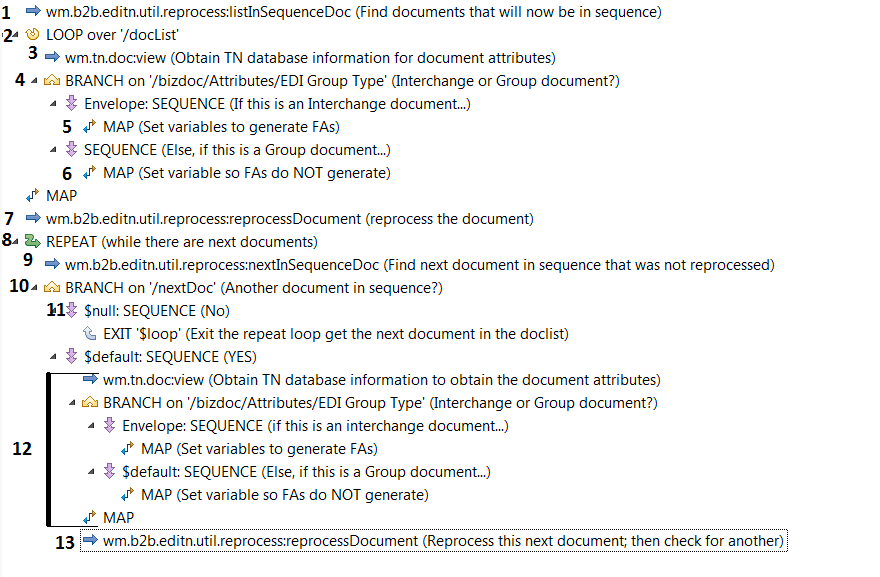 1 wm.b2b.editn.util.reprocess:listInSequenceDoc (Find documents that will now be in sequence)
2 LOOP over '/docList'
3 wm.tn.doc:view (Obtain TN database information for document attributes)
4 BRANCH on '/bizdoc/Attributes/EDI Group Type' (Interchange or Group document?)
Envelope: SEQUENCE (If this is an Interchange document...)
5 MAP (Set variables to generate FAs)
SEQUENCE (Else, if this is a Group document...)
6 MAP (Set variable so FAs do NOT generate)
MAP
7 wm.b2b.editn.util.reprocess:reprocessDocument (reprocess the document)
8 REPEAT (while there are next documents)
9 wm.b2b.editn.util.reprocess:nextInSequenceDoc (Find next document in sequence that was not reprocessed)
10 BRANCH on '/nextDoc' (Another document in sequence?)
11 $null: SEQUENCE (No)
EXIT '$loop' (Exit the repeat loop get the next document in the doclist)
$default: SEQUENCE (YES)
wm.tn.doc:view (Obtain TN database information to obtain the document attributes)
BRANCH on '/bizdoc/Attributes/EDI Group Type' (Interchange or Group document?)
Envelope: SEQUENCE (if this is an interchange document...)
12 MAP (Set variables to generate FAs)
$default: SEQUENCE (Else, if this is a Group document...)
MAP (Set variable so FAs do NOT generate)
MAP
13 wm.b2b.editn.util.reprocess:reprocessDocument (Reprocess this next document; then check for another)